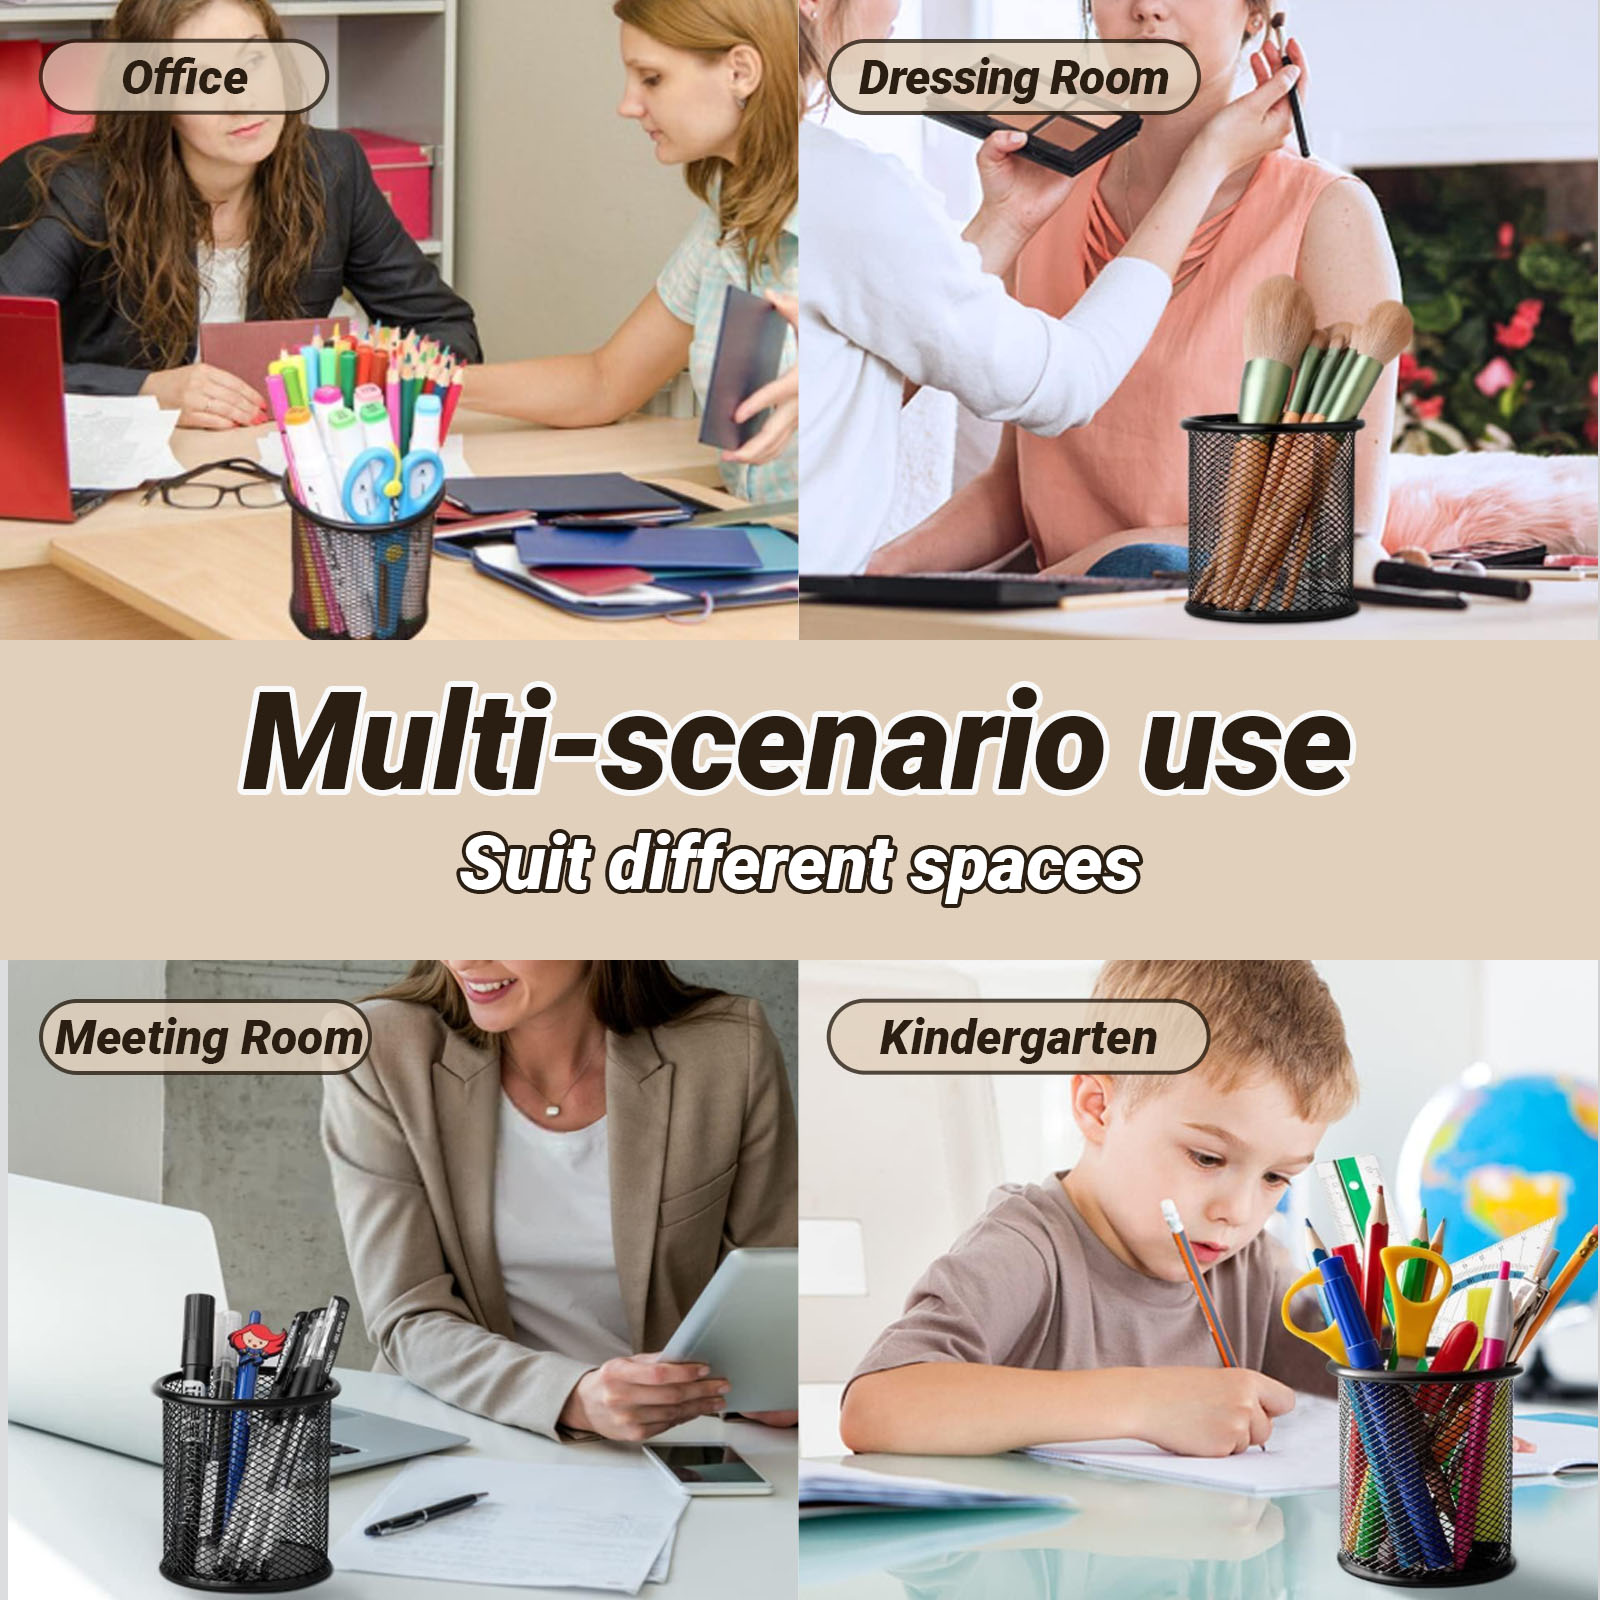 Office
Dressing Room
Multi-scenario use
Suit different spaces
Meeting Room
Kindergarten